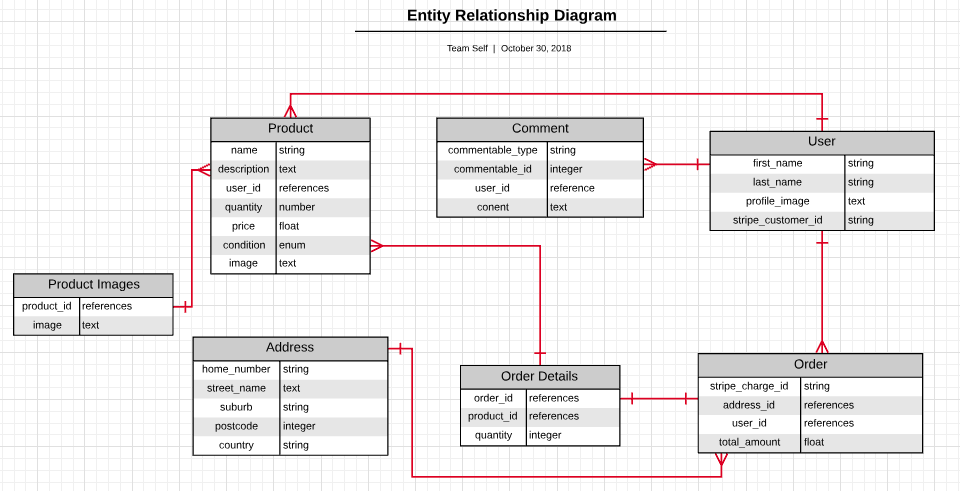 Entity Relationship Diagram
Team Self | October 30, 2018
Product
name string
description text
user_id references
quantity number
price float
condition enum
image text
Comment
commentable_type string
commentable_id integer
user_id reference
conent text
User
first_name string
last_name string
profile_image text
stripe_customer_id string
Product Images
product_id references
image text
Address
home_number string
street_name text
suburb string
postcode integer
country string
Order Details
order_id references
product_id references
quantity integer
Order
stripe_charge_id string
address_id references
user_id references
total_amount float